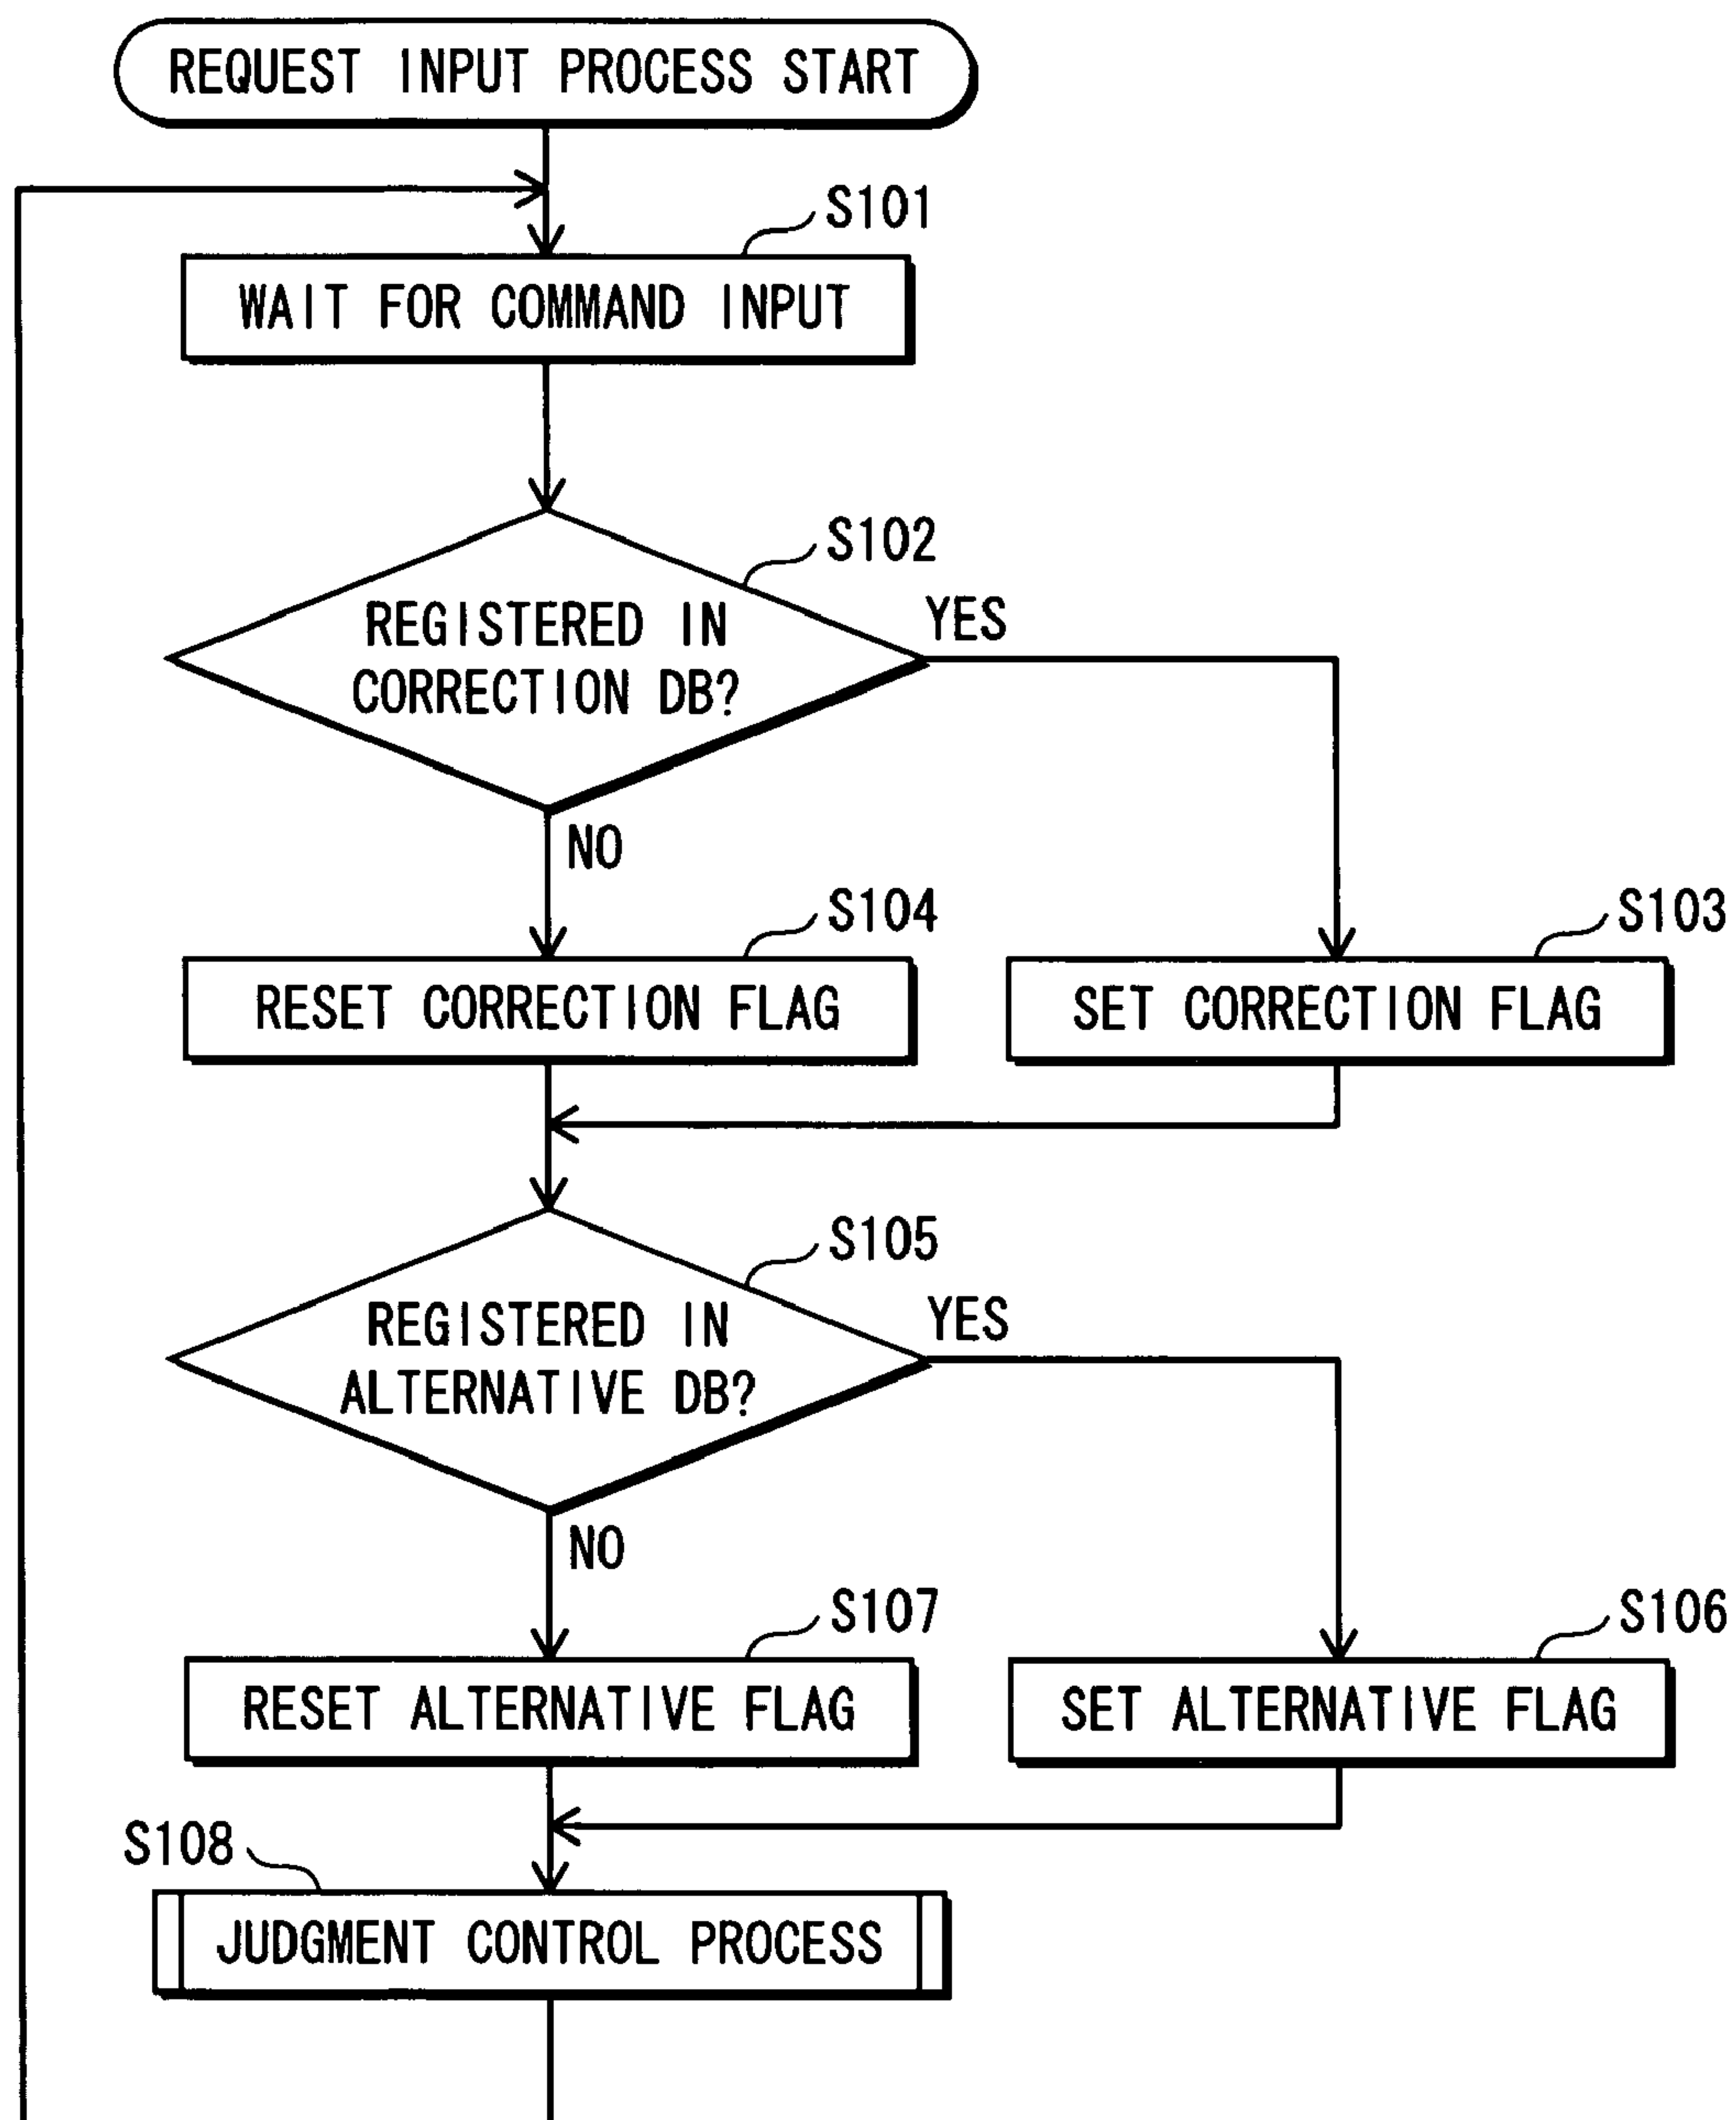 REQUEST INPUT PROCESS START
S101
WAIT FOR COMMAND INPUT
S102
REGISTERED IN
CORRECTION DB?
YES
NO
S104
RESET CORRECTION FLAG
S103
SET CORRECTION FLAG
S105
REGISTERED IN
ALTERNATIVE DB?
YES
NO
S107
RESET ALTERNATIVE FLAG
S106
SET ALTERNATIVE FLAG
S108
JUDGMENT CONTROL PROCESS